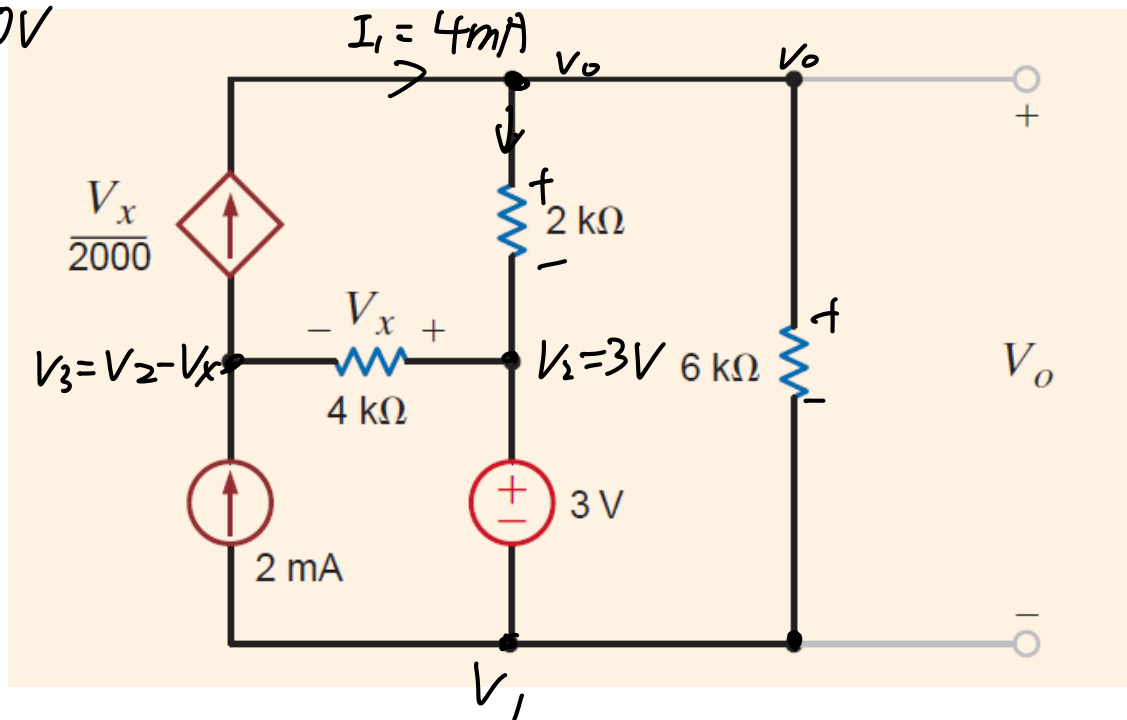 0V
I₁ = 4mA
Vo
Vo
+
Vx
2000
+
2 kΩ
−
− Vx +
V₃=V₂−Vx
V₂=3V
4 kΩ
+
6 kΩ
−
Vo
+
−
3 V
2 mA
−
V₁